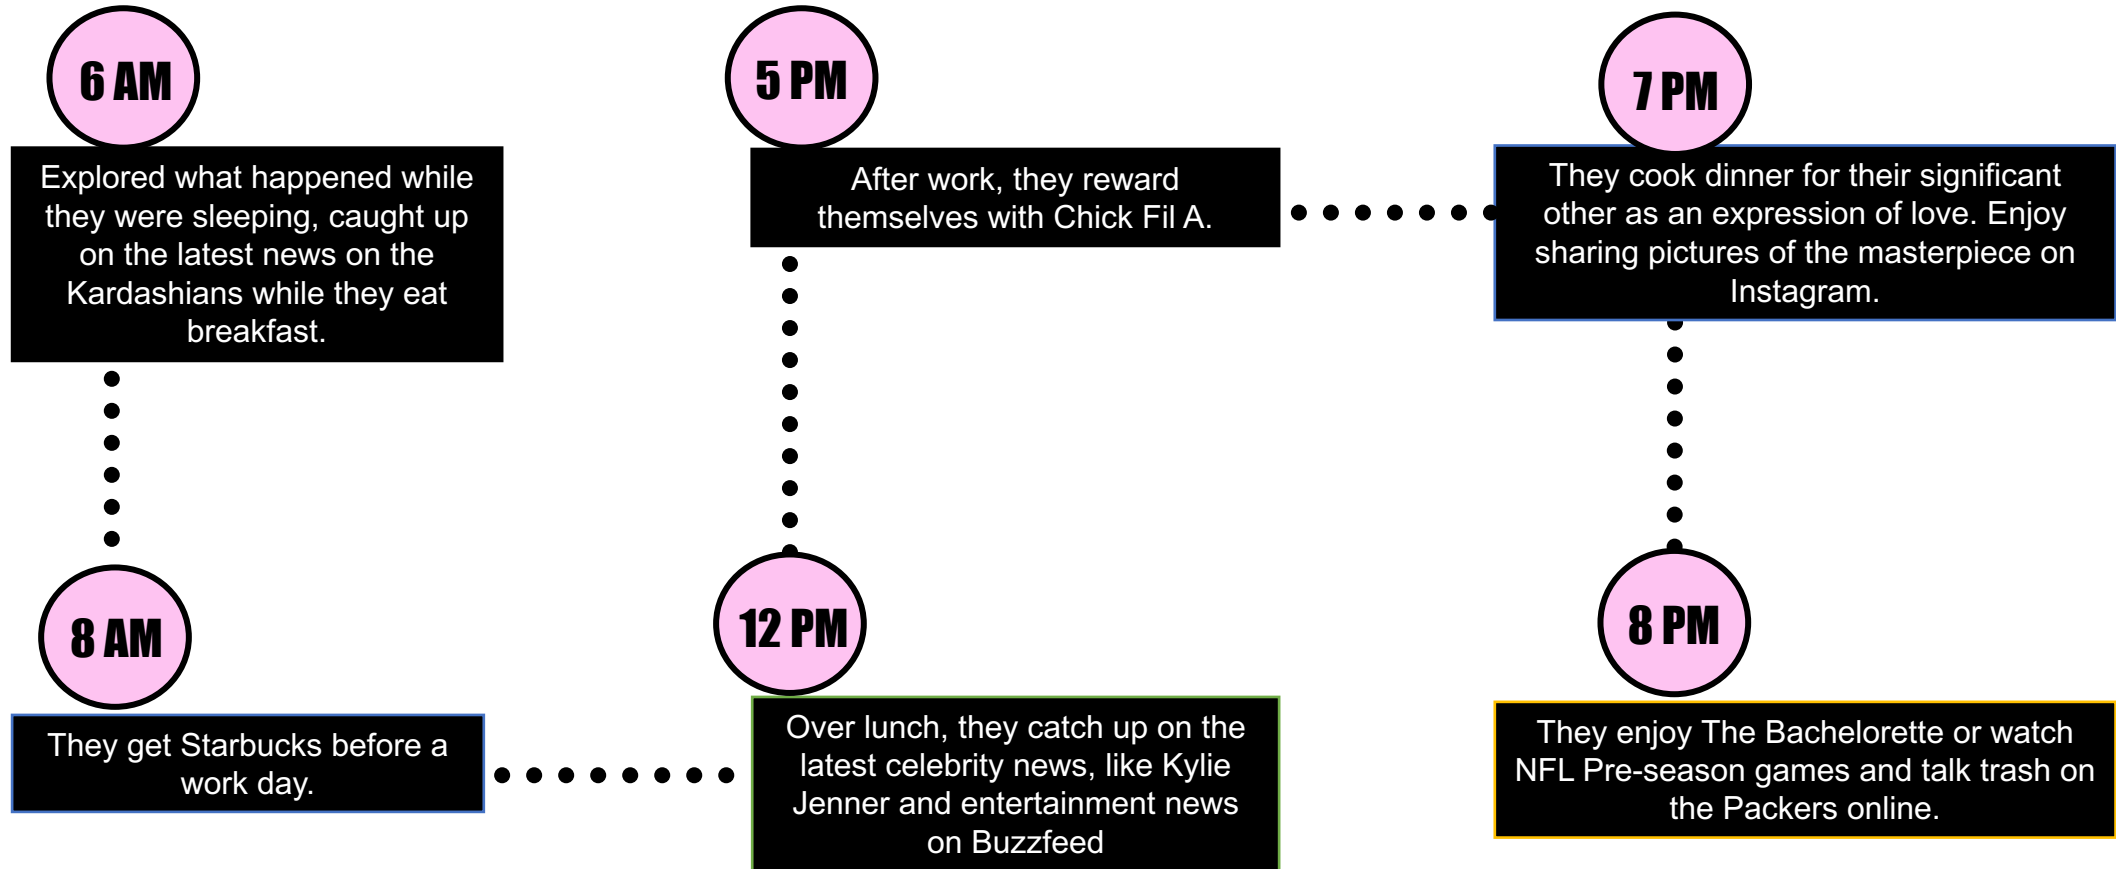 6 AM
Explored what happened while
they were sleeping, caught up
on the latest news on the
Kardashians while they eat
breakfast.
8 AM
They get Starbucks before a
work day.
12 PM
Over lunch, they catch up on the
latest celebrity news, like Kylie
Jenner and entertainment news
on Buzzfeed
5 PM
After work, they reward
themselves with Chick Fil A.
7 PM
They cook dinner for their significant
other as an expression of love. Enjoy
sharing pictures of the masterpiece on
Instagram.
8 PM
They enjoy The Bachelorette or watch
NFL Pre-season games and talk trash on
the Packers online.